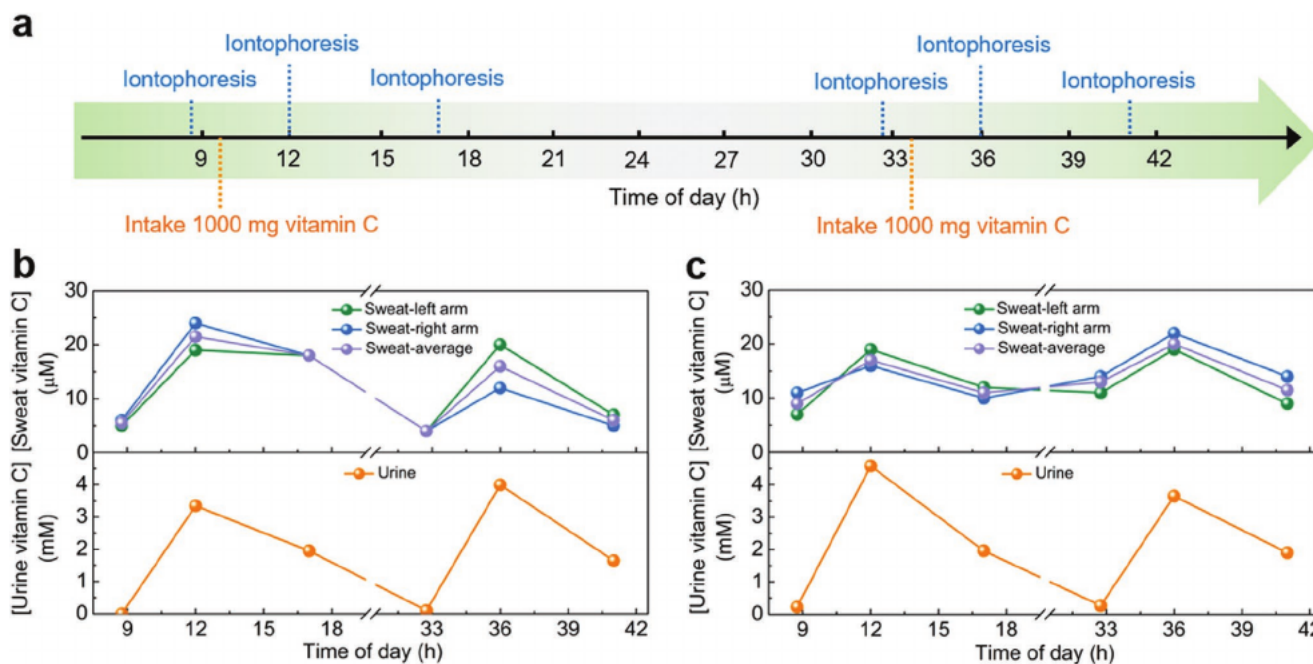 a
Iontophoresis
Iontophoresis
Iontophoresis
Iontophoresis
Iontophoresis
Iontophoresis
9 12 15 18 21 24 27 30 33 36 39 42
Time of day (h)
Intake 1000 mg vitamin C
Intake 1000 mg vitamin C
b
[Sweat vitamin C]
(μM)
30
20
10
0
Sweat-left arm
Sweat-right arm
Sweat-average
[Urine vitamin C]
(mM)
4
3
2
1
0
Urine
9 12 15 18 33 36 39 42
Time of day (h)
c
[Sweat vitamin C]
(μM)
30
20
10
0
Sweat-left arm
Sweat-right arm
Sweat-average
[Urine vitamin C]
(mM)
4
3
2
1
0
Urine
9 12 15 18 33 36 39 42
Time of day (h)